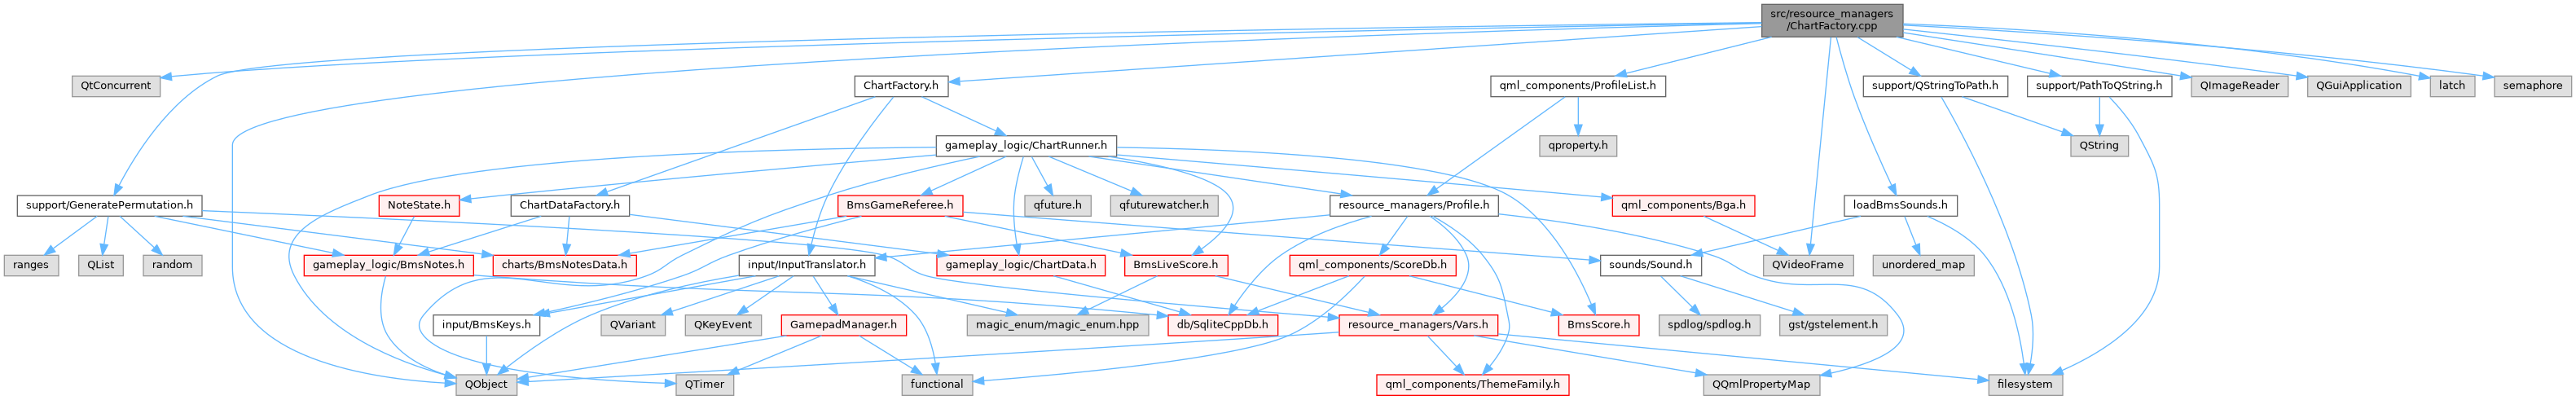 src/resource_managers
/ChartFactory.cpp
QtConcurrent
ChartFactory.h
qml_components/ProfileList.h
support/QStringToPath.h
support/PathToQString.h
QImageReader
QGuiApplication
latch
semaphore
gameplay_logic/ChartRunner.h
qproperty.h
QString
support/GeneratePermutation.h
NoteState.h
ChartDataFactory.h
BmsGameReferee.h
qfuture.h
qfuturewatcher.h
resource_managers/Profile.h
qml_components/Bga.h
loadBmsSounds.h
ranges
QList
random
gameplay_logic/BmsNotes.h
charts/BmsNotesData.h
input/InputTranslator.h
gameplay_logic/ChartData.h
BmsLiveScore.h
qml_components/ScoreDb.h
sounds/Sound.h
QVideoFrame
unordered_map
input/BmsKeys.h
QVariant
QKeyEvent
GamepadManager.h
magic_enum/magic_enum.hpp
db/SqliteCppDb.h
resource_managers/Vars.h
BmsScore.h
spdlog/spdlog.h
gst/gstelement.h
QObject
QTimer
functional
qml_components/ThemeFamily.h
QQmlPropertyMap
filesystem